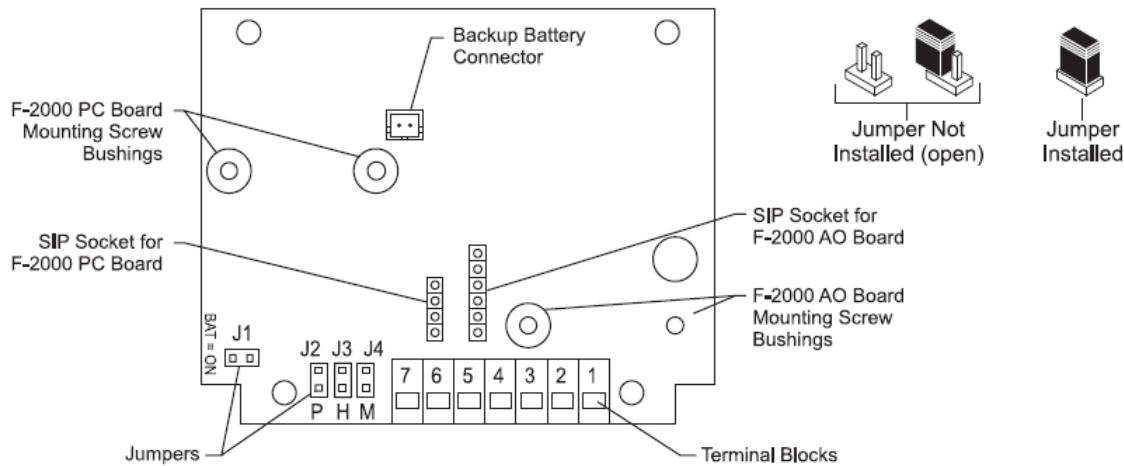 Backup Battery
Connector
F-2000 PC Board
Mounting Screw
Bushings
Jumper Not
Installed (open)
Jumper
Installed
SIP Socket for
F-2000 PC Board
SIP Socket for
F-2000 AO Board
F-2000 AO Board
Mounting Screw
Bushings
BAT = ON
J1
J2 J3 J4
P H M
7 6 5 4 3 2 1
Jumpers
Terminal Blocks